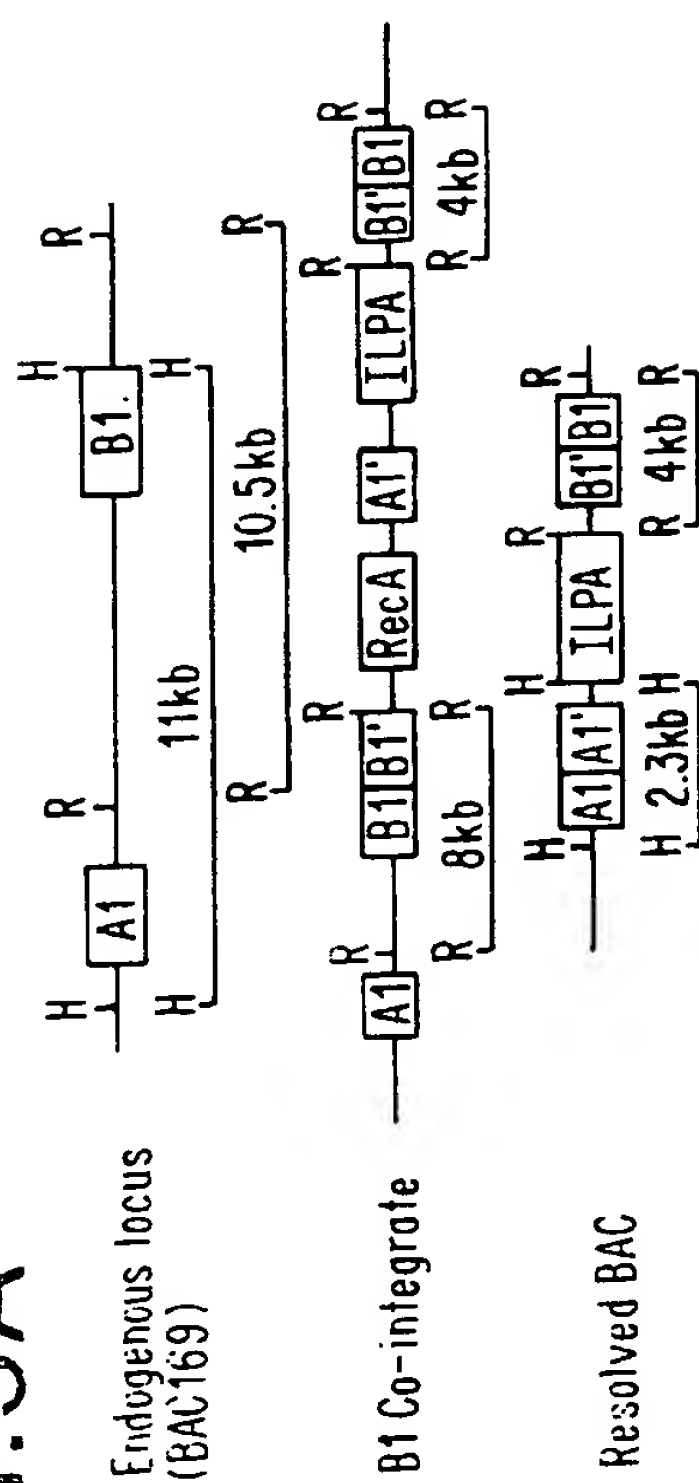 Endogenous locus
(BAC169)
H R H R
A1 B1.
H 11kb H
R 10.5kb R
B1 Co-integrate
R R R R
A1 B1 B1' RecA A1' ILPA B1' B1
R 8kb R R 4kb R
Resolved BAC
H H R R
A1 A1' ILPA B1' B1
H 2.3kb H R 4kb R